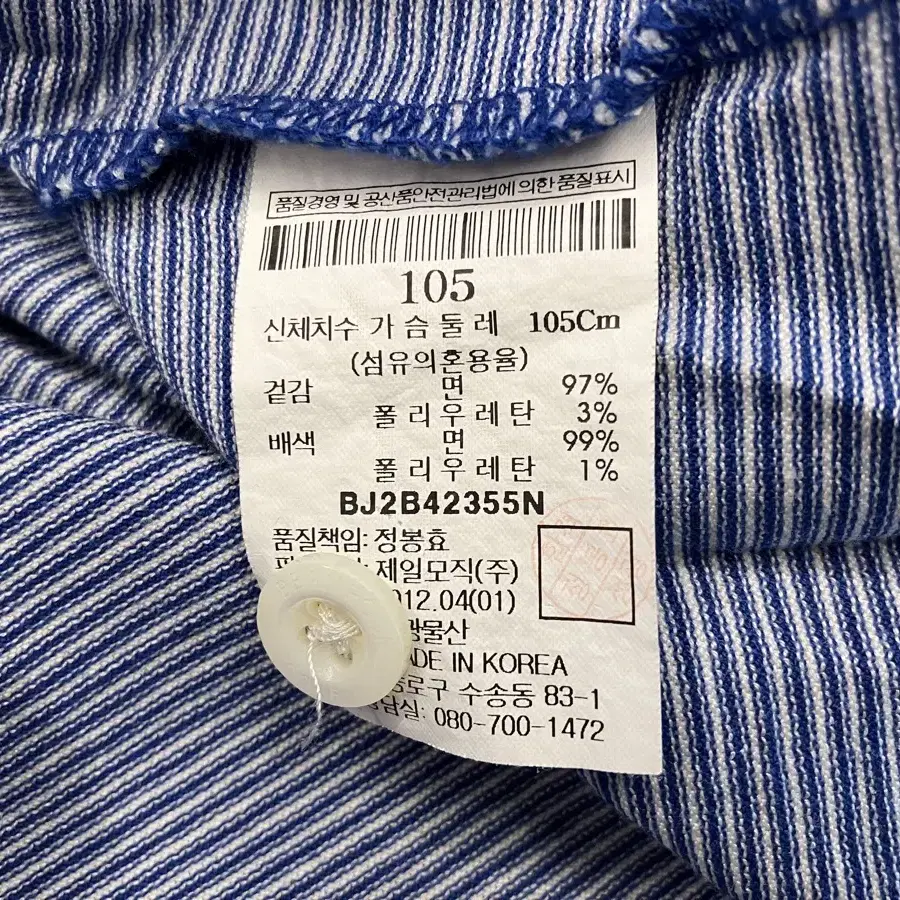 품질경영 및 공산품안전관리법에 의한 품질표시
105
신체치수 가슴둘레 105Cm
(섬유의혼용율)
겉감 면 97%
폴리우레탄 3%
배색 면 99%
폴리우레탄 1%
BJ2B42355N
품질책임: 정봉효
제일모직(주)
012.04(01)
물산
ADE IN KOREA
로구 수송동 83-1
담실: 080-700-1472